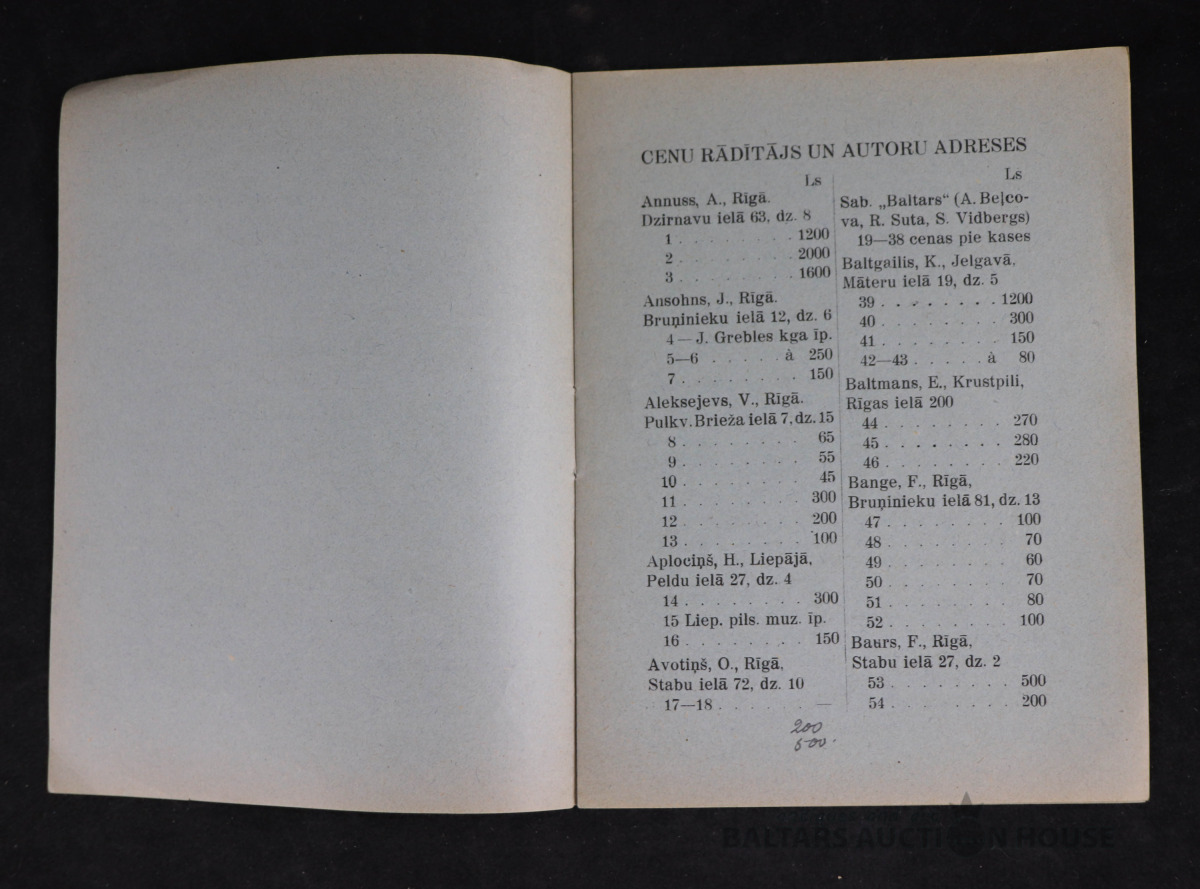 CENU RĀDĪTĀJS UN AUTORU ADRESES
Ls
Annuss, A., Rīgā.
Dzirnavu ielā 63, dz. 8
1 . . . . . . . . 1200
2 . . . . . . . . 2000
3 . . . . . . . . 1600
Ansohns, J., Rīgā.
Bruņinieku ielā 12, dz. 6
4 — J. Grebles kga īp.
5—6 . . . . . à 250
7 . . . . . . . . 150
Aleksejevs, V., Rīgā.
Pulkv. Brieža ielā 7, dz. 15
8 . . . . . . . . 65
9 . . . . . . . . 55
10 . . . . . . . . 45
11 . . . . . . . . 300
12 . . . . . . . . 200
13 . . . . . . . . 100
Aplociņš, H., Liepājā,
Peldu ielā 27, dz. 4
14 . . . . . . . . 300
15 Liep. pils. muz. īp.
16 . . . . . . . . 150
Avotiņš, O., Rīgā,
Stabu ielā 72, dz. 10
17—18 . . . . . . —
200
500.
Ls
Sab. „Baltars“ (A. Beļco-
va, R. Suta, S. Vidbergs)
19—38 cenas pie kases
Baltgailis, K., Jelgavā,
Māteru ielā 19, dz. 5
39 . . . . . . . . 1200
40 . . . . . . . . 300
41 . . . . . . . . 150
42—43 . . . . . à 80
Baltmans, E., Krustpilī,
Rīgas ielā 200
44 . . . . . . . . 270
45 . . . . . . . . 280
46 . . . . . . . . 220
Bange, F., Rīgā,
Bruņinieku ielā 81, dz. 13
47 . . . . . . . . 100
48 . . . . . . . . 70
49 . . . . . . . . 60
50 . . . . . . . . 70
51 . . . . . . . . 80
52 . . . . . . . . 100
Baurs, F., Rīgā,
Stabu ielā 27, dz. 2
53 . . . . . . . . 500
54 . . . . . . . . 200
BALTARS AUCTION HOUSE